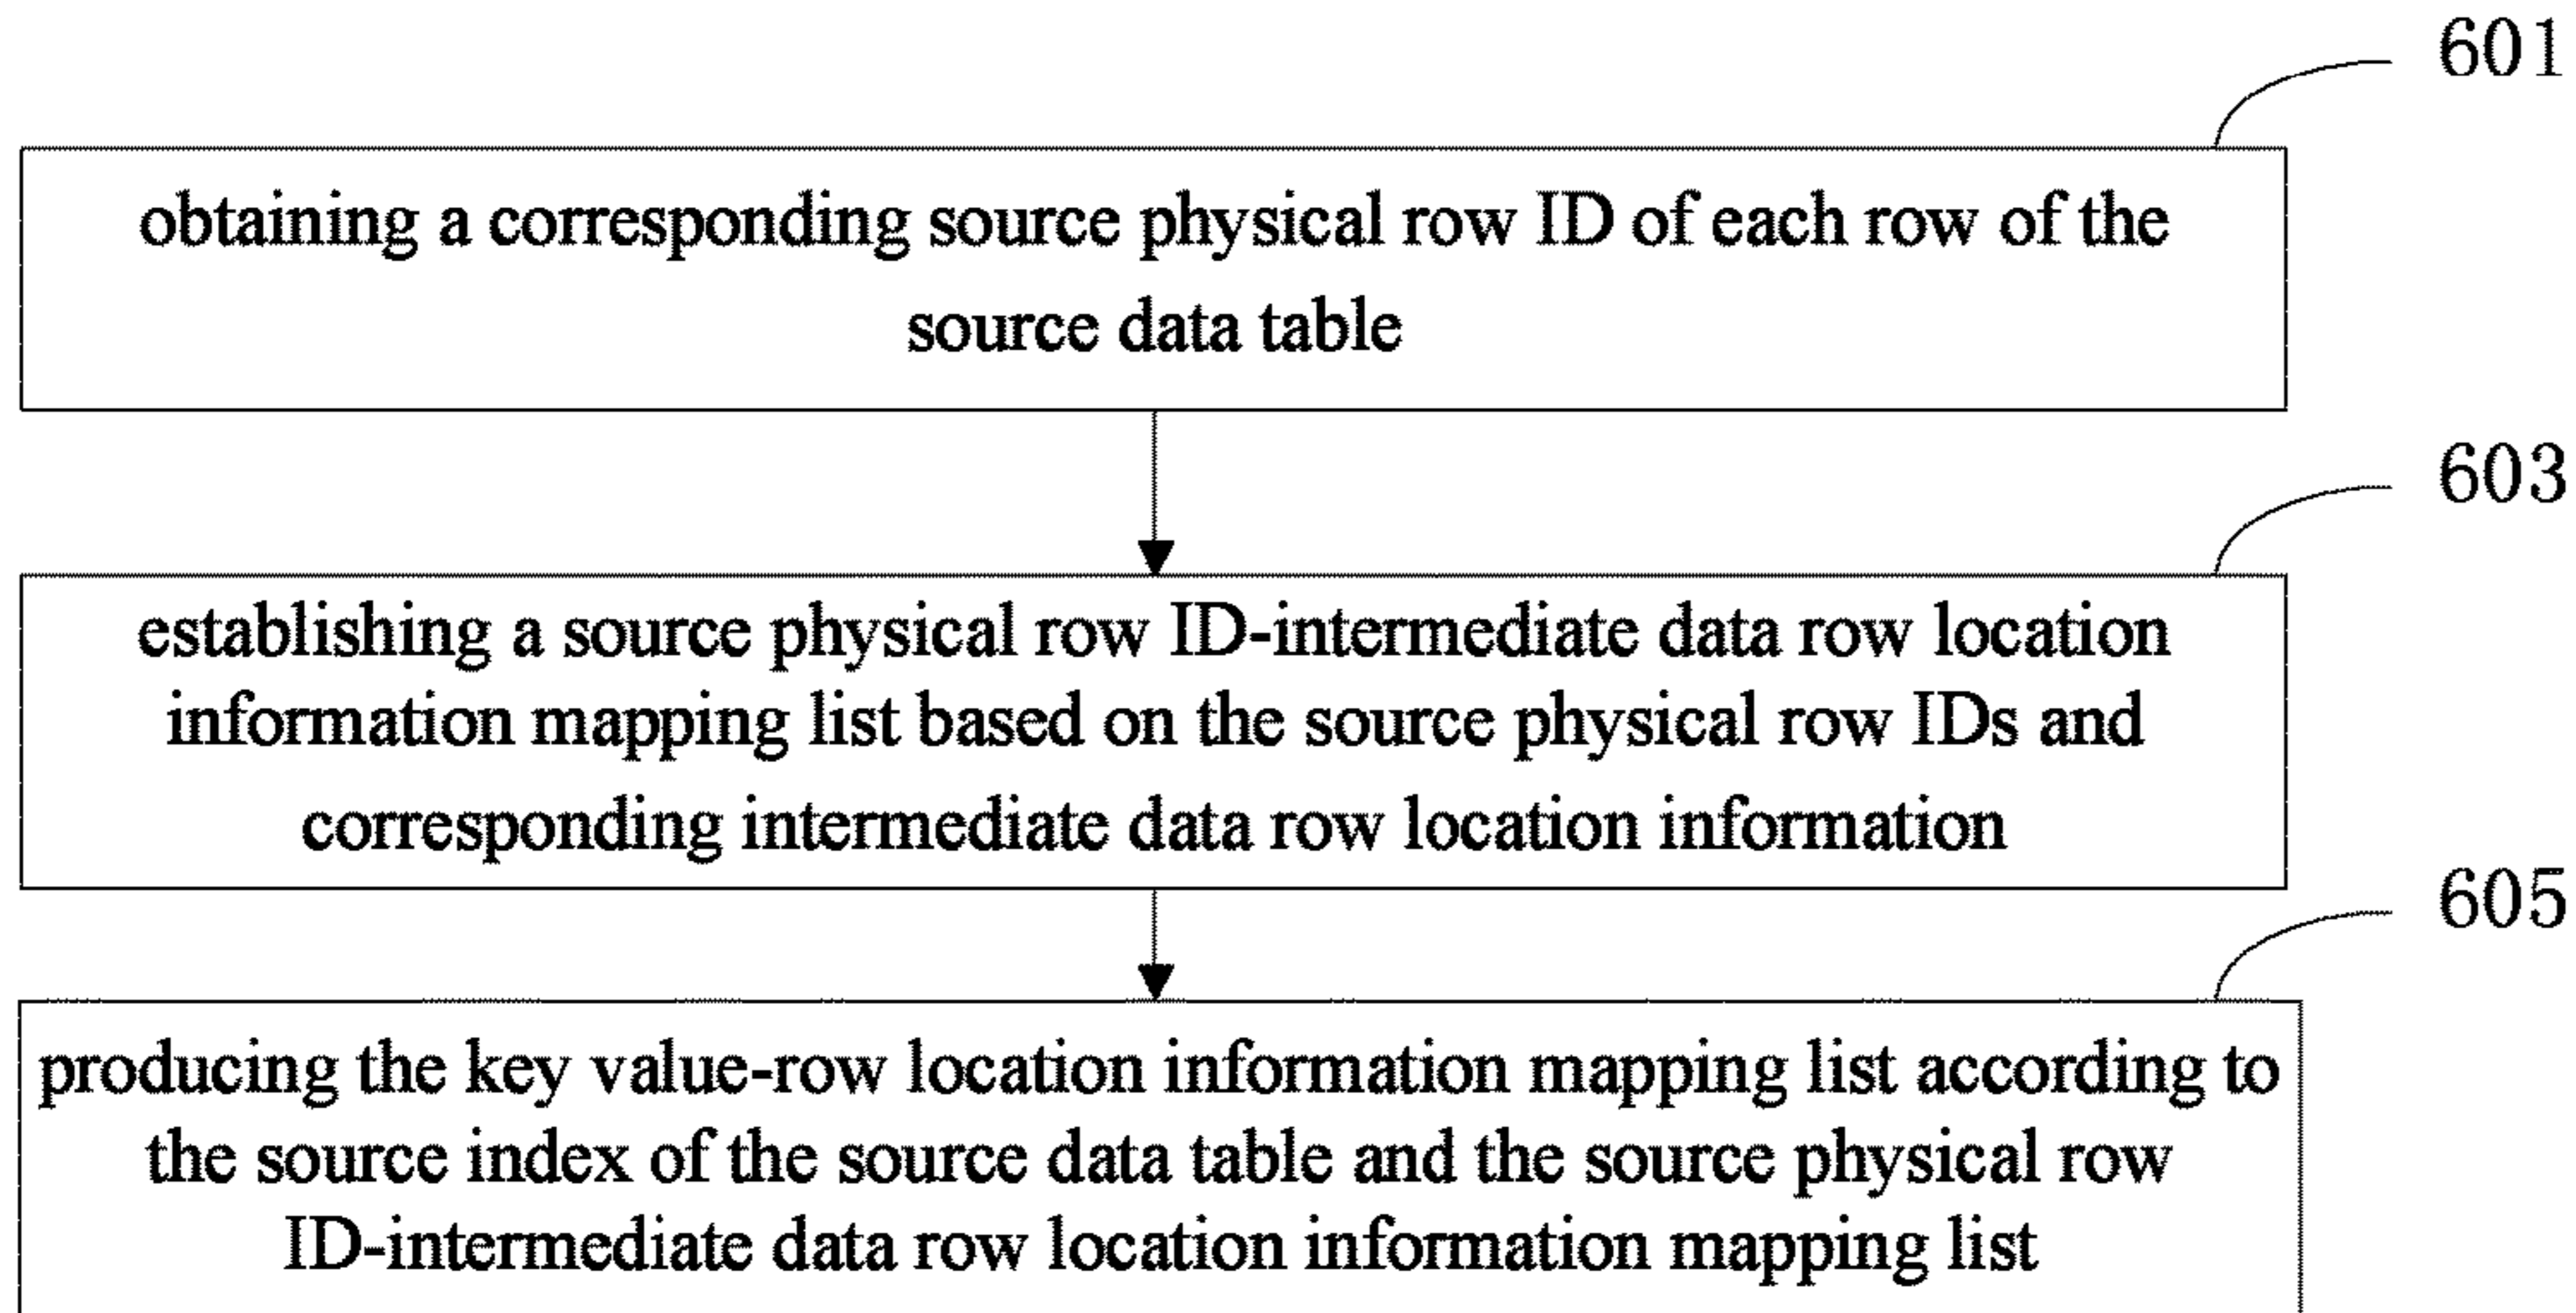 601
obtaining a corresponding source physical row ID of each row of the
source data table
603
establishing a source physical row ID-intermediate data row location
information mapping list based on the source physical row IDs and
corresponding intermediate data row location information
605
producing the key value-row location information mapping list according to
the source index of the source data table and the source physical row
ID-intermediate data row location information mapping list